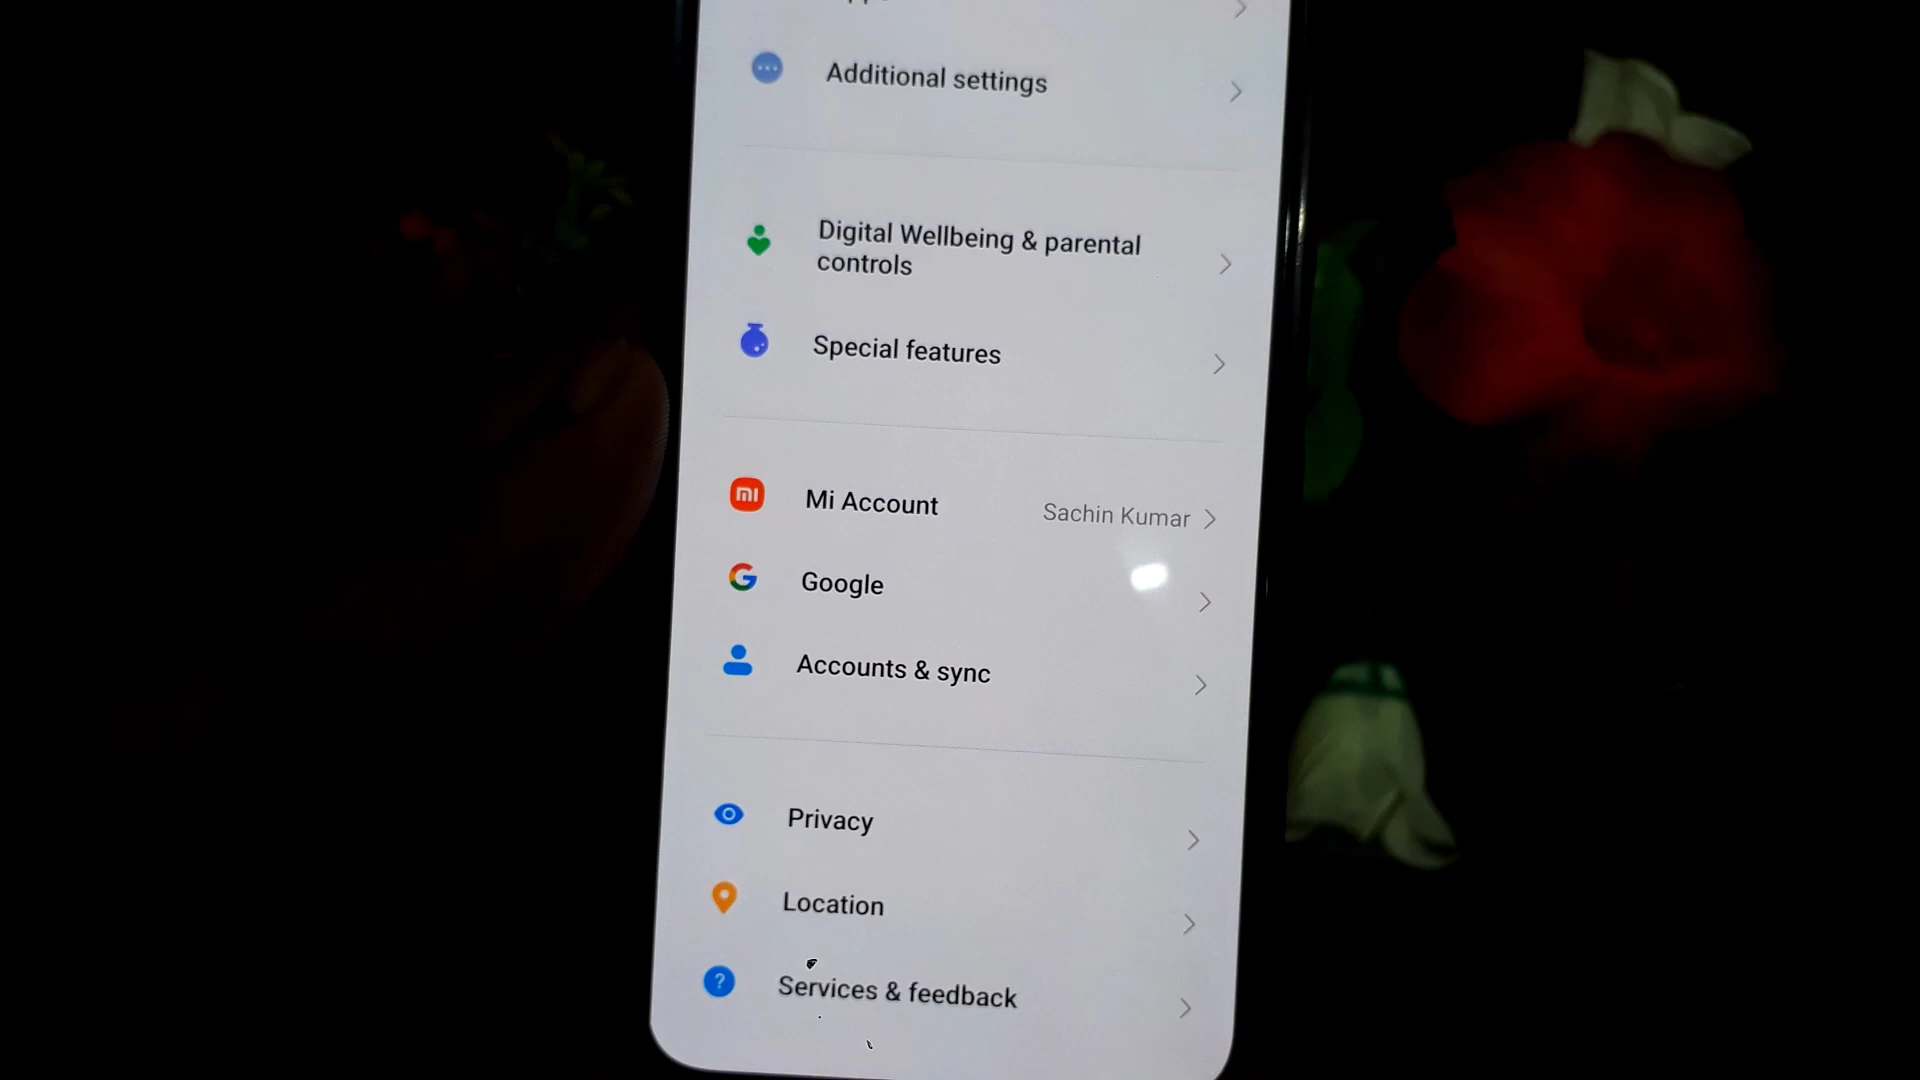 Additional settings
Digital Wellbeing & parental
controls
Special features
Mi Account Sachin Kumar
Google
Accounts & sync
Privacy
Location
Services & feedback